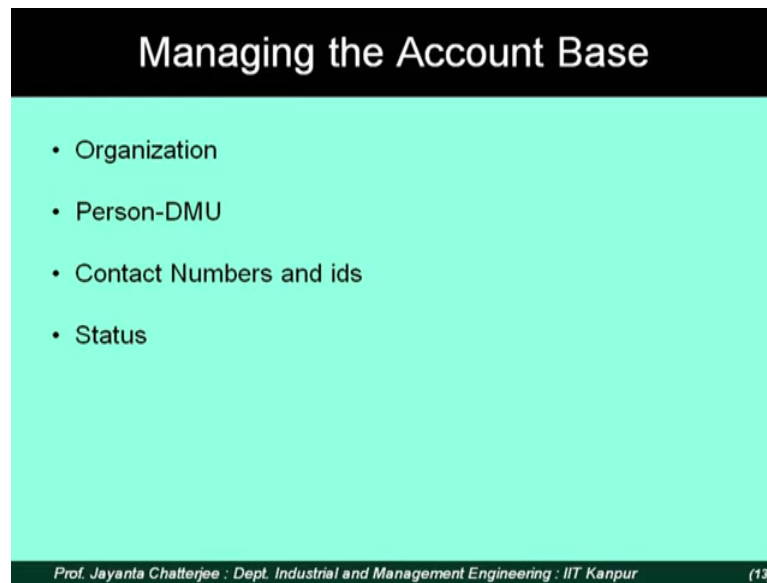 Managing the Account Base
• Organization
• Person-DMU
• Contact Numbers and ids
• Status
Prof. Jayanta Chatterjee : Dept. Industrial and Management Engineering : IIT Kanpur (13